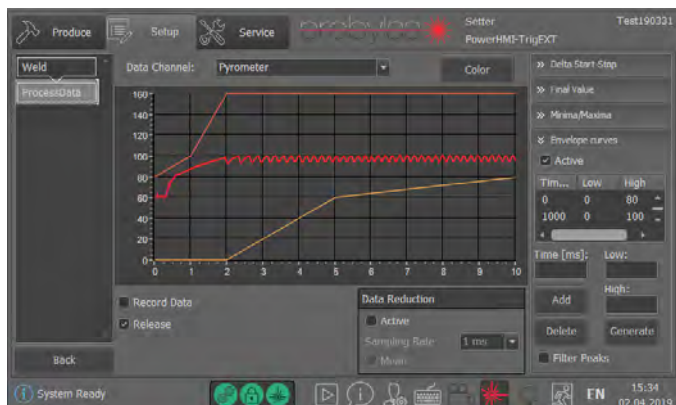 Produce
Setup
Service
Setter
PowerHMI-TrigEXT
Test190331
Weld
ProcessData
Data Channel:
Pyrometer
Color
Delta Start-Stop
Final Value
Minima/Maxima
Envelope curves
Active
Tim... Low High
0 0 80
1000 0 100
Time [ms]: Low:
High:
Add
Delete
Generate
Filter Peaks
160
140
120
100
80
60
40
20
0
0 1 2 3 4 5 6 7 8 9 10
Record Data
Release
Data Reduction
Active
Sampling Rate 1 ms
Mean
Back
System Ready
EN
15:34
02.04.2019